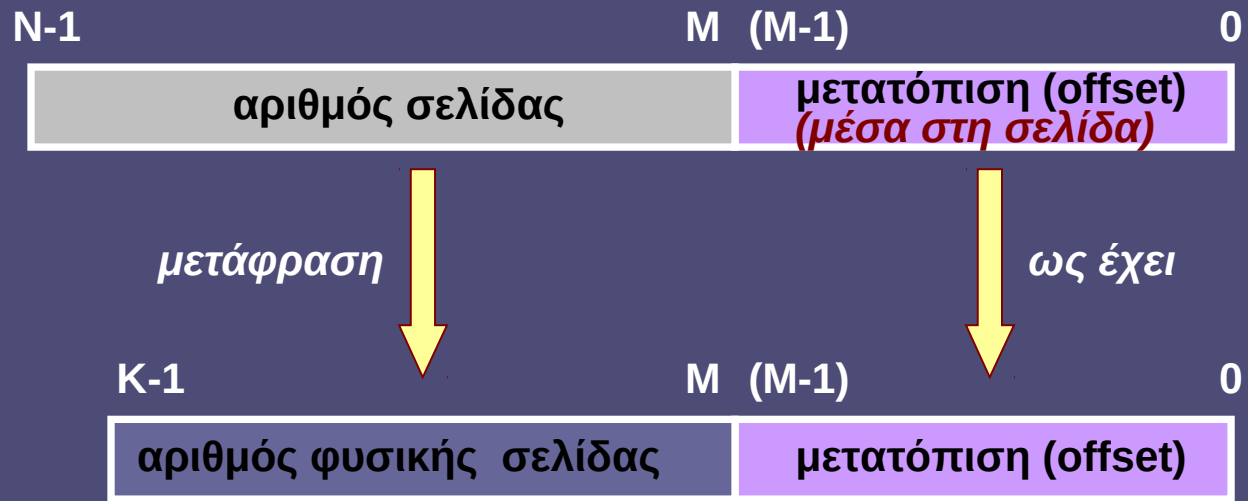 N-1 M (M-1) 0
αριθμός σελίδας μετατόπιση (offset)
(μέσα στη σελίδα)
μετάφραση ως έχει
K-1 M (M-1) 0
αριθμός φυσικής σελίδας μετατόπιση (offset)